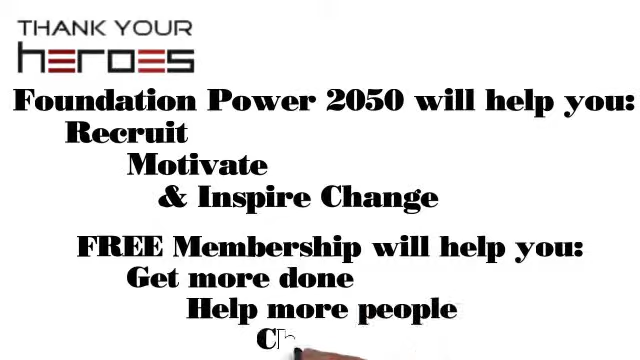 THANK YOUR
heroes
Foundation Power 2050 will help you:
Recruit
Motivate
& Inspire Change
FREE Membership will help you:
Get more done
Help more people